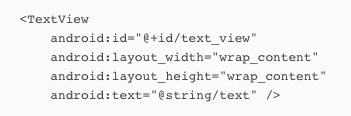 <TextView
    android:id="@+id/text_view"
    android:layout_width="wrap_content"
    android:layout_height="wrap_content"
    android:text="@string/text" />